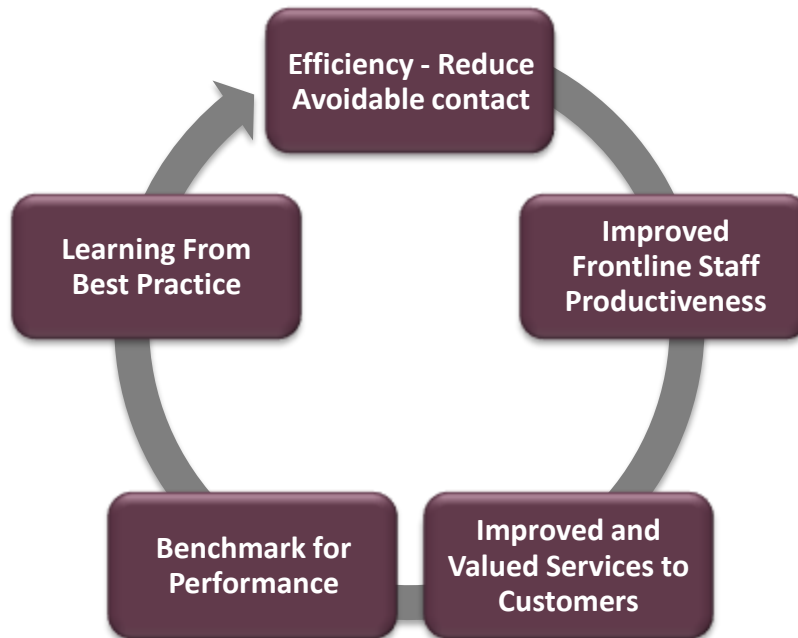 Efficiency - Reduce
Avoidable contact
Improved
Frontline Staff
Productiveness
Improved and
Valued Services to
Customers
Benchmark for
Performance
Learning From
Best Practice